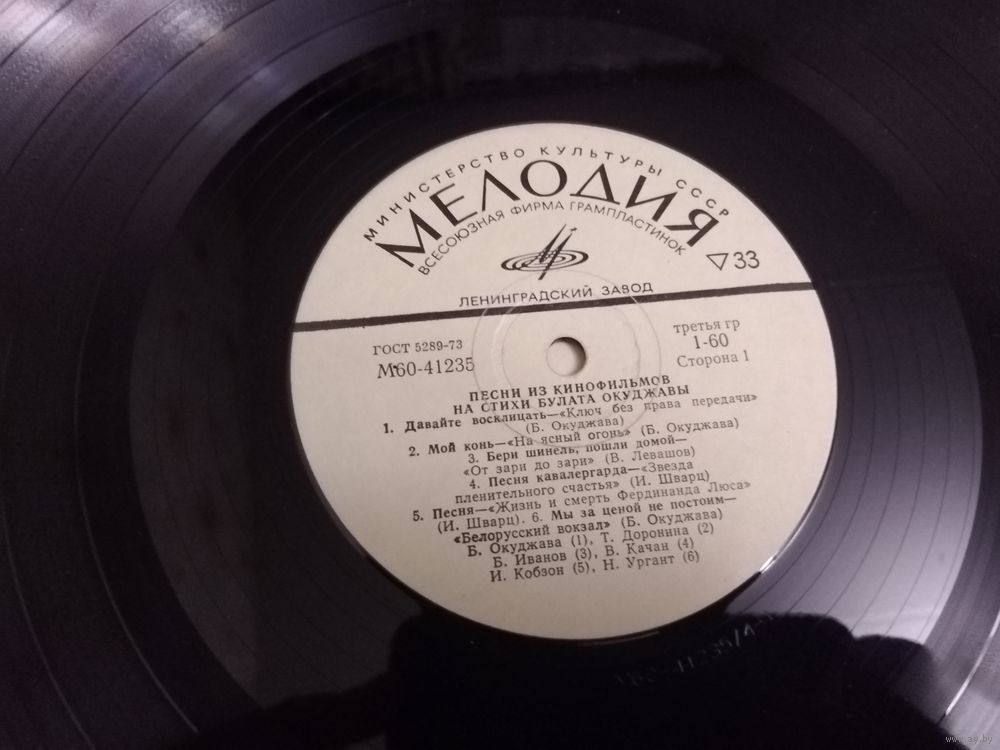 МИНИСТЕРСТВО КУЛЬТУРЫ СССР
МЕЛОДИЯ
ВСЕСОЮЗНАЯ ФИРМА ГРАМПЛАСТИНОК
▽33
ЛЕНИНГРАДСКИЙ ЗАВОД
ГОСТ 5289-73
М60-41235
третья гр
1-60
Сторона 1
ПЕСНИ ИЗ КИНОФИЛЬМОВ
НА СТИХИ БУЛАТА ОКУДЖАВЫ
1. Давайте восклицать—«Ключ без права передачи»
(Б. Окуджава)
2. Мой конь—«На ясный огонь» (Б. Окуджава)
3. Бери шинель, пошли домой—
«От зари до зари» (В. Левашов)
4. Песня кавалергарда—«Звезда
пленительного счастья» (И. Шварц)
5. Песня—«Жизнь и смерть Фердинанда Люса»
(И. Шварц). 6. Мы за ценой не постоим—
«Белорусский вокзал» (Б. Окуджава)
Б. Окуджава (1), Т. Доронина (2)
Б. Иванов (3), В. Качан (4)
И. Кобзон (5), Н. Ургант (6)
www.ay.by